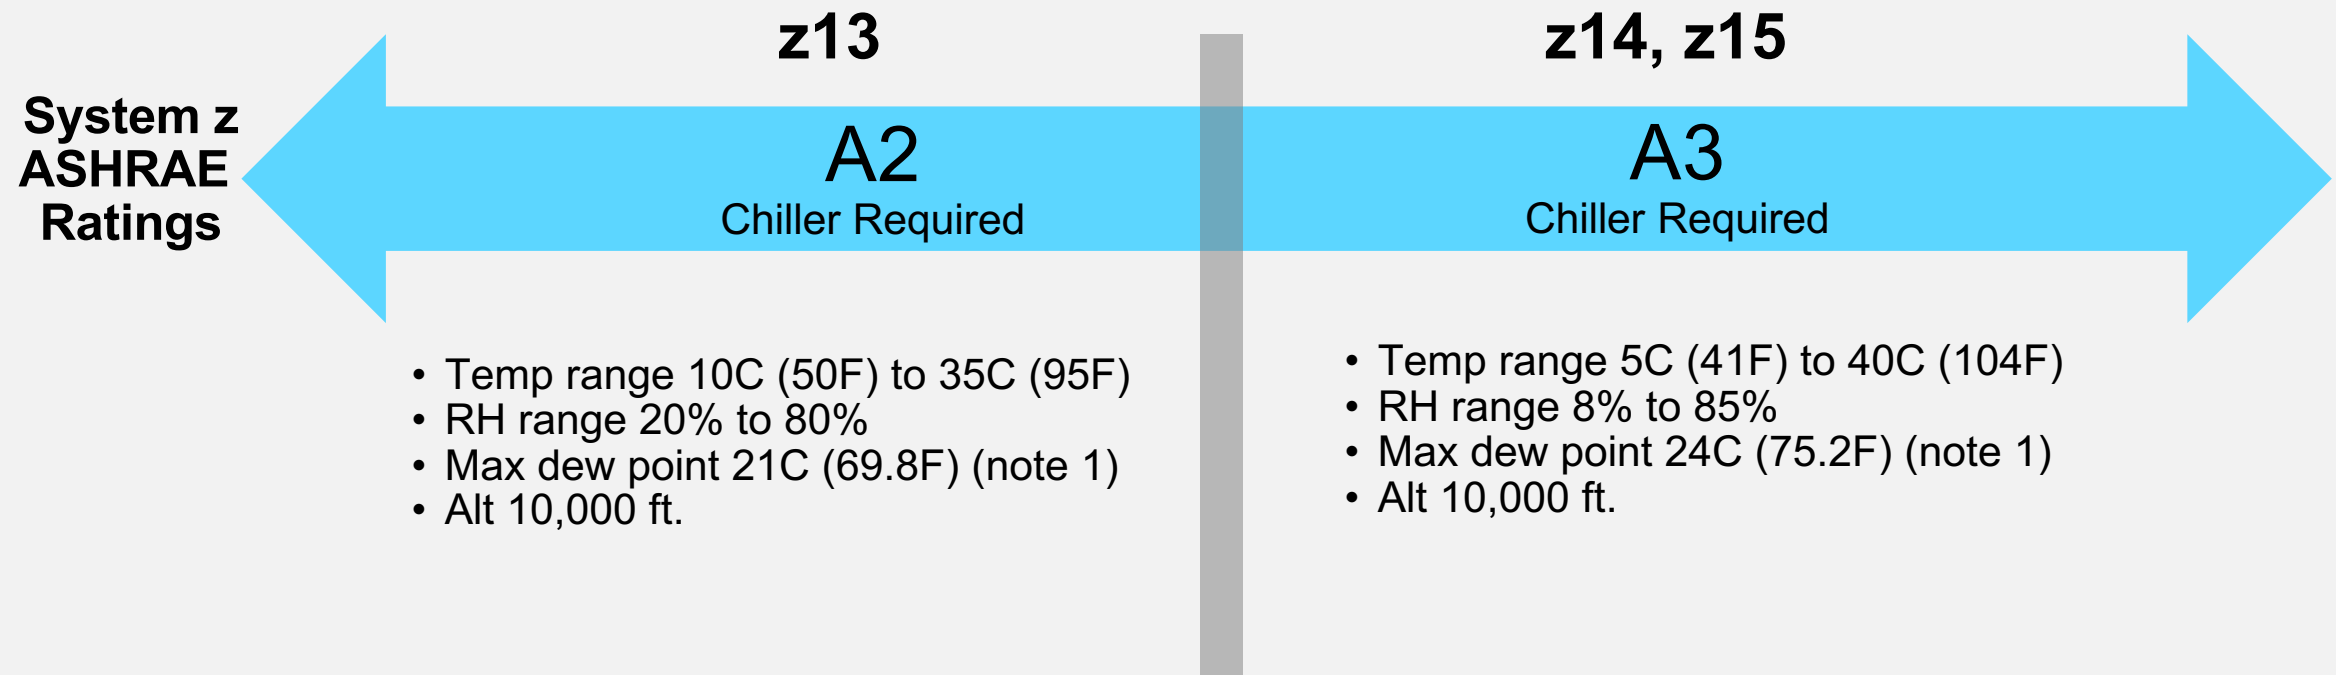 System z
ASHRAE
Ratings
z13
A2
Chiller Required
• Temp range 10C (50F) to 35C (95F)
• RH range 20% to 80%
• Max dew point 21C (69.8F) (note 1)
• Alt 10,000 ft.
z14, z15
A3
Chiller Required
• Temp range 5C (41F) to 40C (104F)
• RH range 8% to 85%
• Max dew point 24C (75.2F) (note 1)
• Alt 10,000 ft.